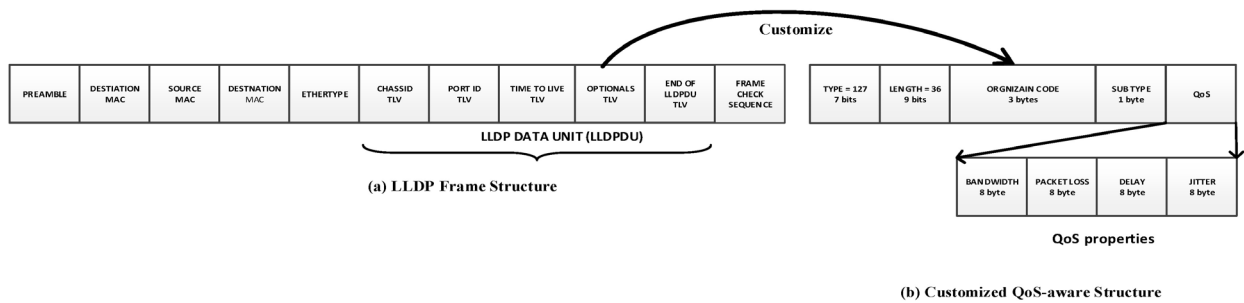 Customize
PREAMBLE
DESTIATION
MAC
SOURCE
MAC
DESTNATION
MAC
ETHERTYPE
CHASSID
TLV
PORT ID
TLV
TIME TO LIVE
TLV
OPTIONALS
TLV
END OF
LLDPDU
TLV
FRAME
CHECK
SEQUENCE
LLDP DATA UNIT (LLDPDU)
(a) LLDP Frame Structure
TYPE = 127
7 bits
LENGTH = 36
9 bits
ORGNIZAIN CODE
3 bytes
SUB TYPE
1 byte
QoS
BANDWIDTH
8 byte
PACKET LOSS
8 byte
DELAY
8 byte
JITTER
8 byte
QoS properties
(b) Customized QoS-aware Structure